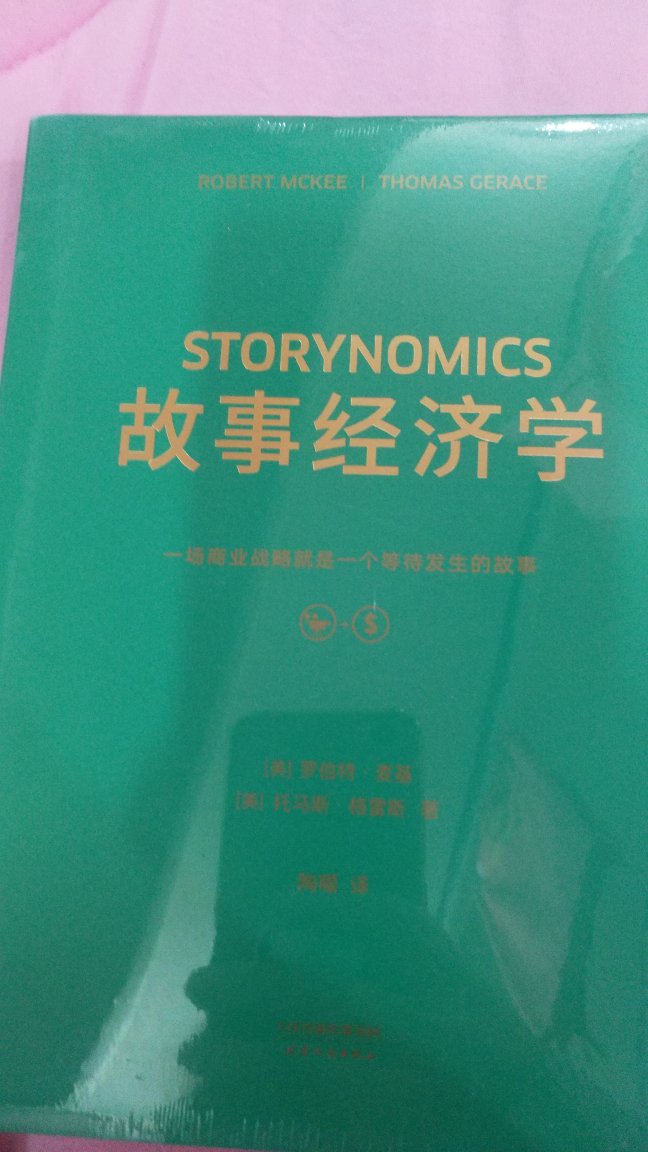 ROBERT MCKEE | THOMAS GERACE
STORYNOMICS
故事经济学
一场商业战略就是一个等待发生的故事
$
[美] 罗伯特·麦基
[美] 托马斯·格雷斯 著
陶曚 译